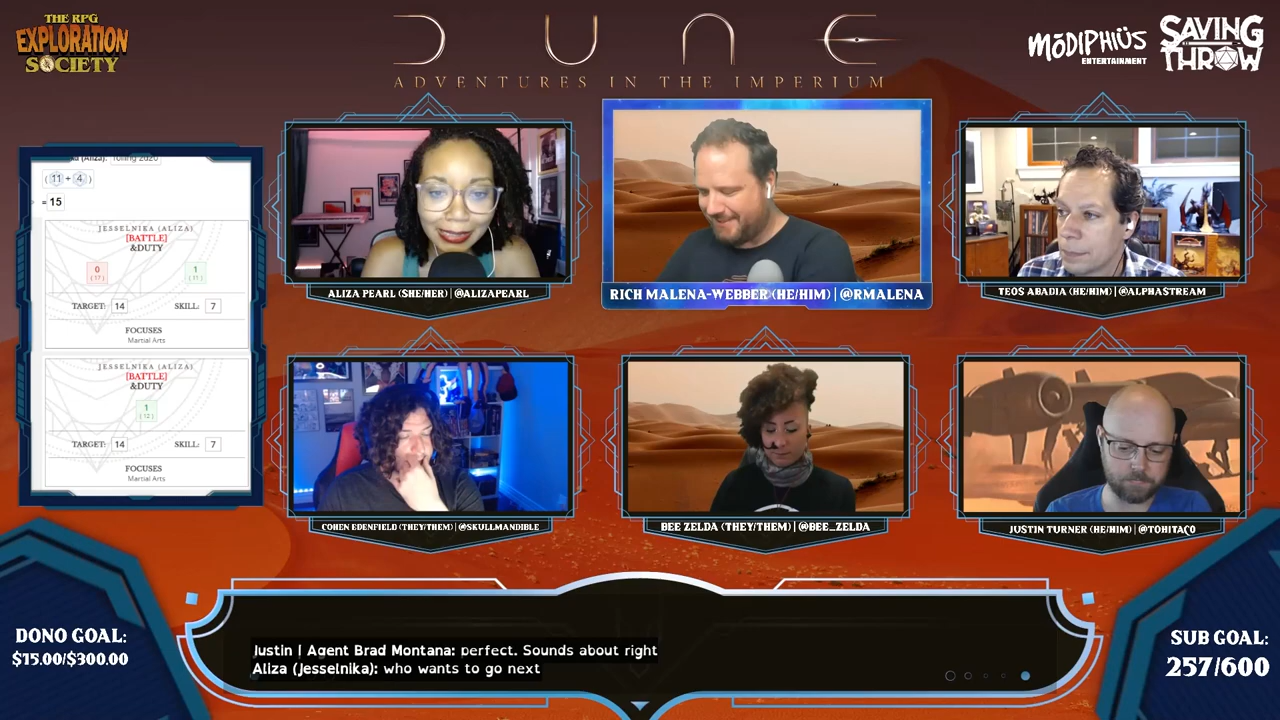 THE RPG
EXPLORATION
SOCIETY
DUNE
ADVENTURES IN THE IMPERIUM
MŌDIPHIÜS
ENTERTAINMENT
SAVING
THROW
(11 + 4)
= 15
JESSELNIKA (ALIZA)
[BATTLE]
&DUTY
0
1
TARGET: 14 SKILL: 7
FOCUSES
Martial Arts
JESSELNIKA (ALIZA)
[BATTLE]
&DUTY
1
TARGET: 14 SKILL: 7
FOCUSES
Martial Arts
ALIZA PEARL (SHE/HER) | @ALIZAPEARL
RICH MALENA-WEBBER (HE/HIM) | @RMALENA
TEOS ABADIA (HE/HIM) | @ALPHASTREAM
COHEN EDENFIELD (THEY/THEM) | @SKULLMANDIBLE
BEE ZELDA (THEY/THEM) | @BEE_ZELDA
JUSTIN TURNER (HE/HIM) | @TOHITACO
DONO GOAL:
$15.00/$300.00
Justin | Agent Brad Montana: perfect. Sounds about right
Aliza (Jesselnika): who wants to go next
SUB GOAL:
257/600